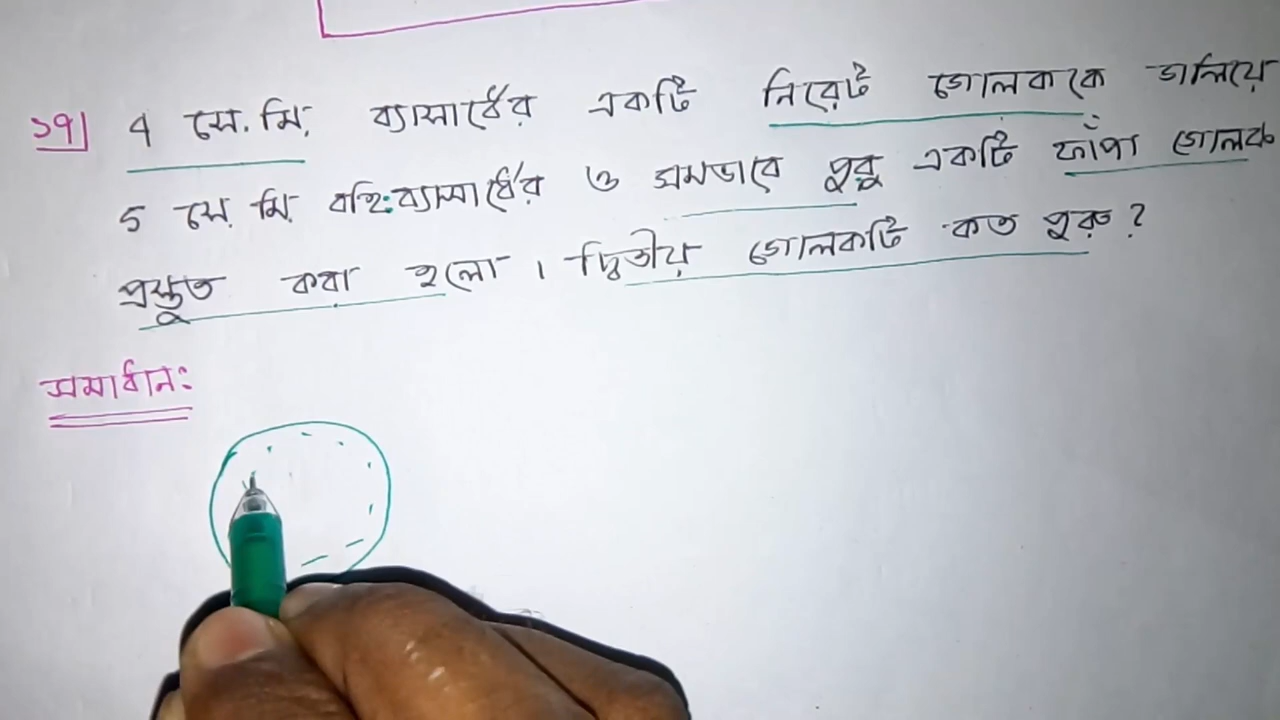 ১৭| 4 সে. মি. ব্যাসার্ধের একটি নিরেট গোলককে গলিয়ে
5 সে. মি. বহিঃব্যাসার্ধের ও সমভাবে পুরু একটি ফাঁপা গোলক
প্রস্তুত করা হলো । দ্বিতীয় গোলকটি কত পুরু ?
সমাধান: